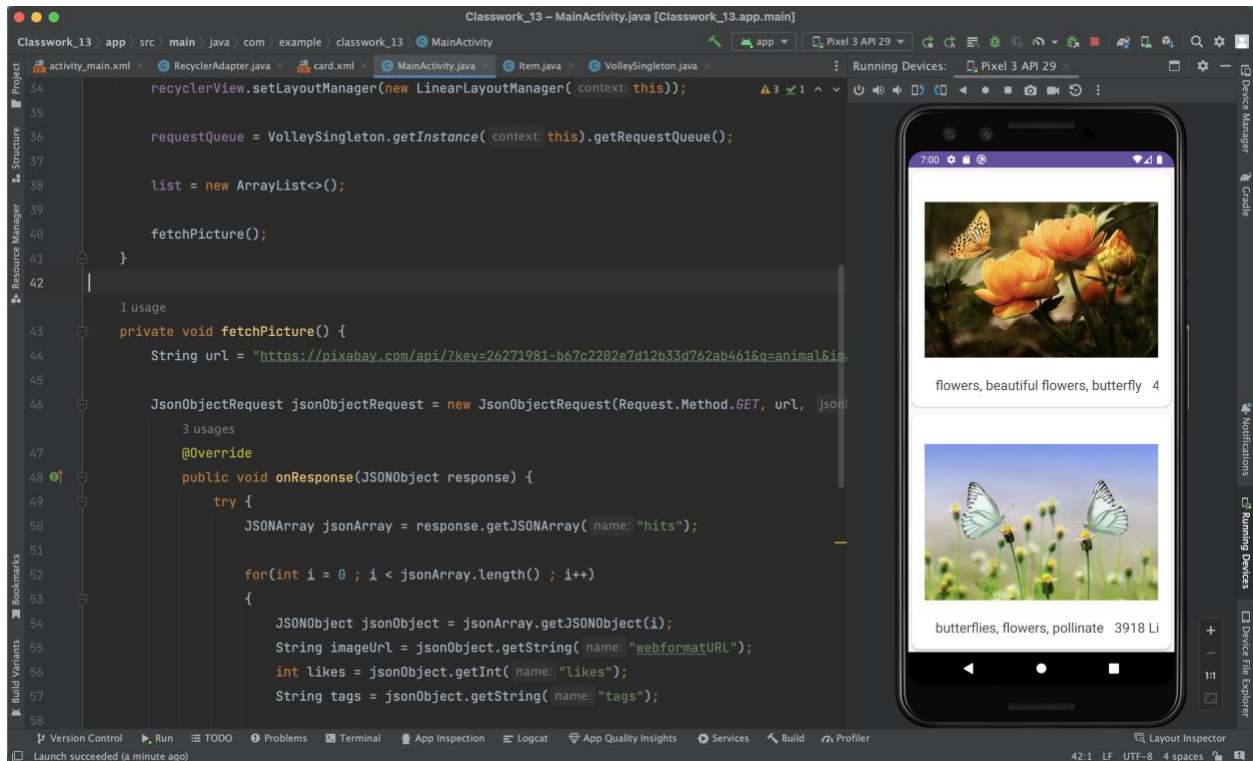 Classwork_13 – MainActivity.java [Classwork_13.app.main]
Classwork_13 app src main java com example classwork_13 MainActivity
app
Pixel 3 API 29
activity_main.xml
RecyclerAdapter.java
card.xml
MainActivity.java
Item.java
VolleySingleton.java
Running Devices: Pixel 3 API 29
Project
Structure
Resource Manager
Bookmarks
Build Variants
34 recyclerView.setLayoutManager(new LinearLayoutManager( context: this));
3 1
35
36 requestQueue = VolleySingleton.getInstance( context: this).getRequestQueue();
37
38 list = new ArrayList<>();
39
40 fetchPicture();
41 }
42
1 usage
43 private void fetchPicture() {
44 String url = "https://pixabay.com/api/?key=26271981-b67c2202e7d12b33d762ab461&q=animal&im
45
46 JsonObjectRequest jsonObjectRequest = new JsonObjectRequest(Request.Method.GET, url, json
3 usages
47 @Override
48 public void onResponse(JSONObject response) {
49 try {
50 JSONArray jsonArray = response.getJSONArray( name: "hits");
51
52 for(int i = 0 ; i < jsonArray.length() ; i++)
53 {
54 JSONObject jsonObject = jsonArray.getJSONObject(i);
55 String imageUrl = jsonObject.getString( name: "webformatURL");
56 int likes = jsonObject.getInt( name: "likes");
57 String tags = jsonObject.getString( name: "tags");
58
7:00
flowers, beautiful flowers, butterfly 4
butterflies, flowers, pollinate 3918 Li
1:1
Device Manager
Gradle
Notifications
Running Devices
Device File Explorer
Version Control Run TODO Problems Terminal App Inspection Logcat App Quality Insights Services Build Profiler Layout Inspector
Launch succeeded (a minute ago)
42:1 LF UTF-8 4 spaces